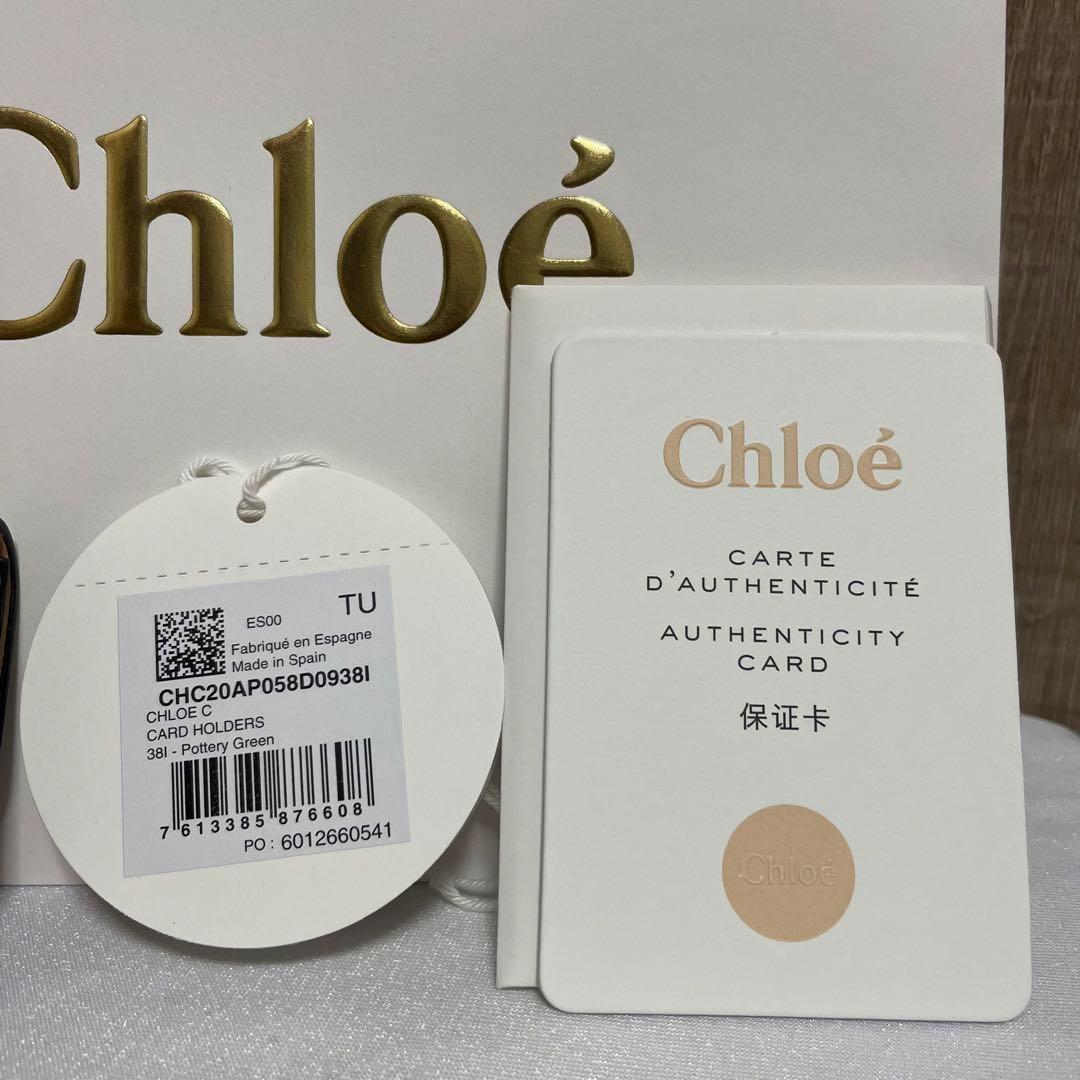 Chloé
TU
ES00
Fabriqué en Espagne
Made in Spain
CHC20AP058D0938I
CHLOE C
CARD HOLDERS
38I - Pottery Green
7 613385 876608
PO : 6012660541
Chloé
CARTE
D'AUTHENTICITÉ
AUTHENTICITY
CARD
保证卡
Chloé